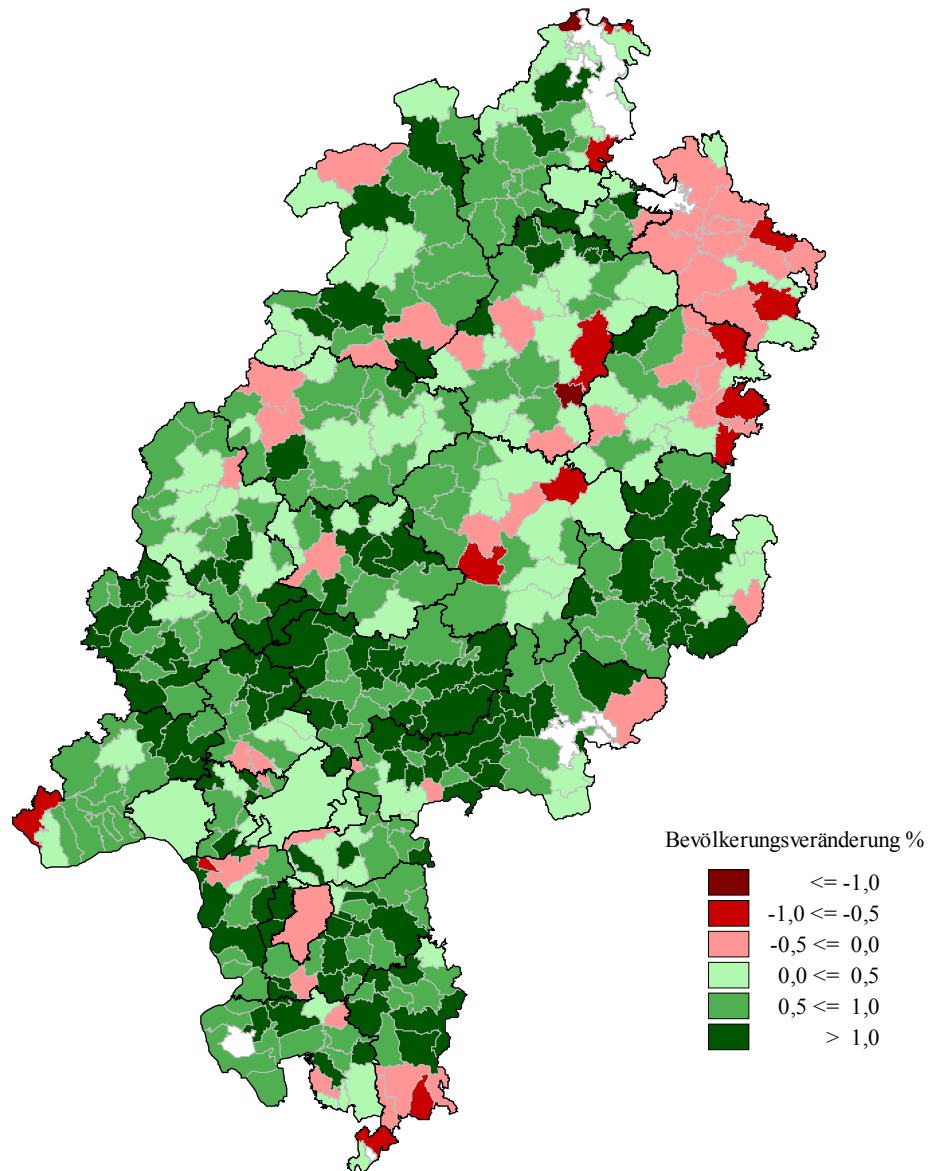 Bevölkerungsveränderung %
<= -1,0
-1,0 <= -0,5
-0,5 <= 0,0
0,0 <= 0,5
0,5 <= 1,0
> 1,0